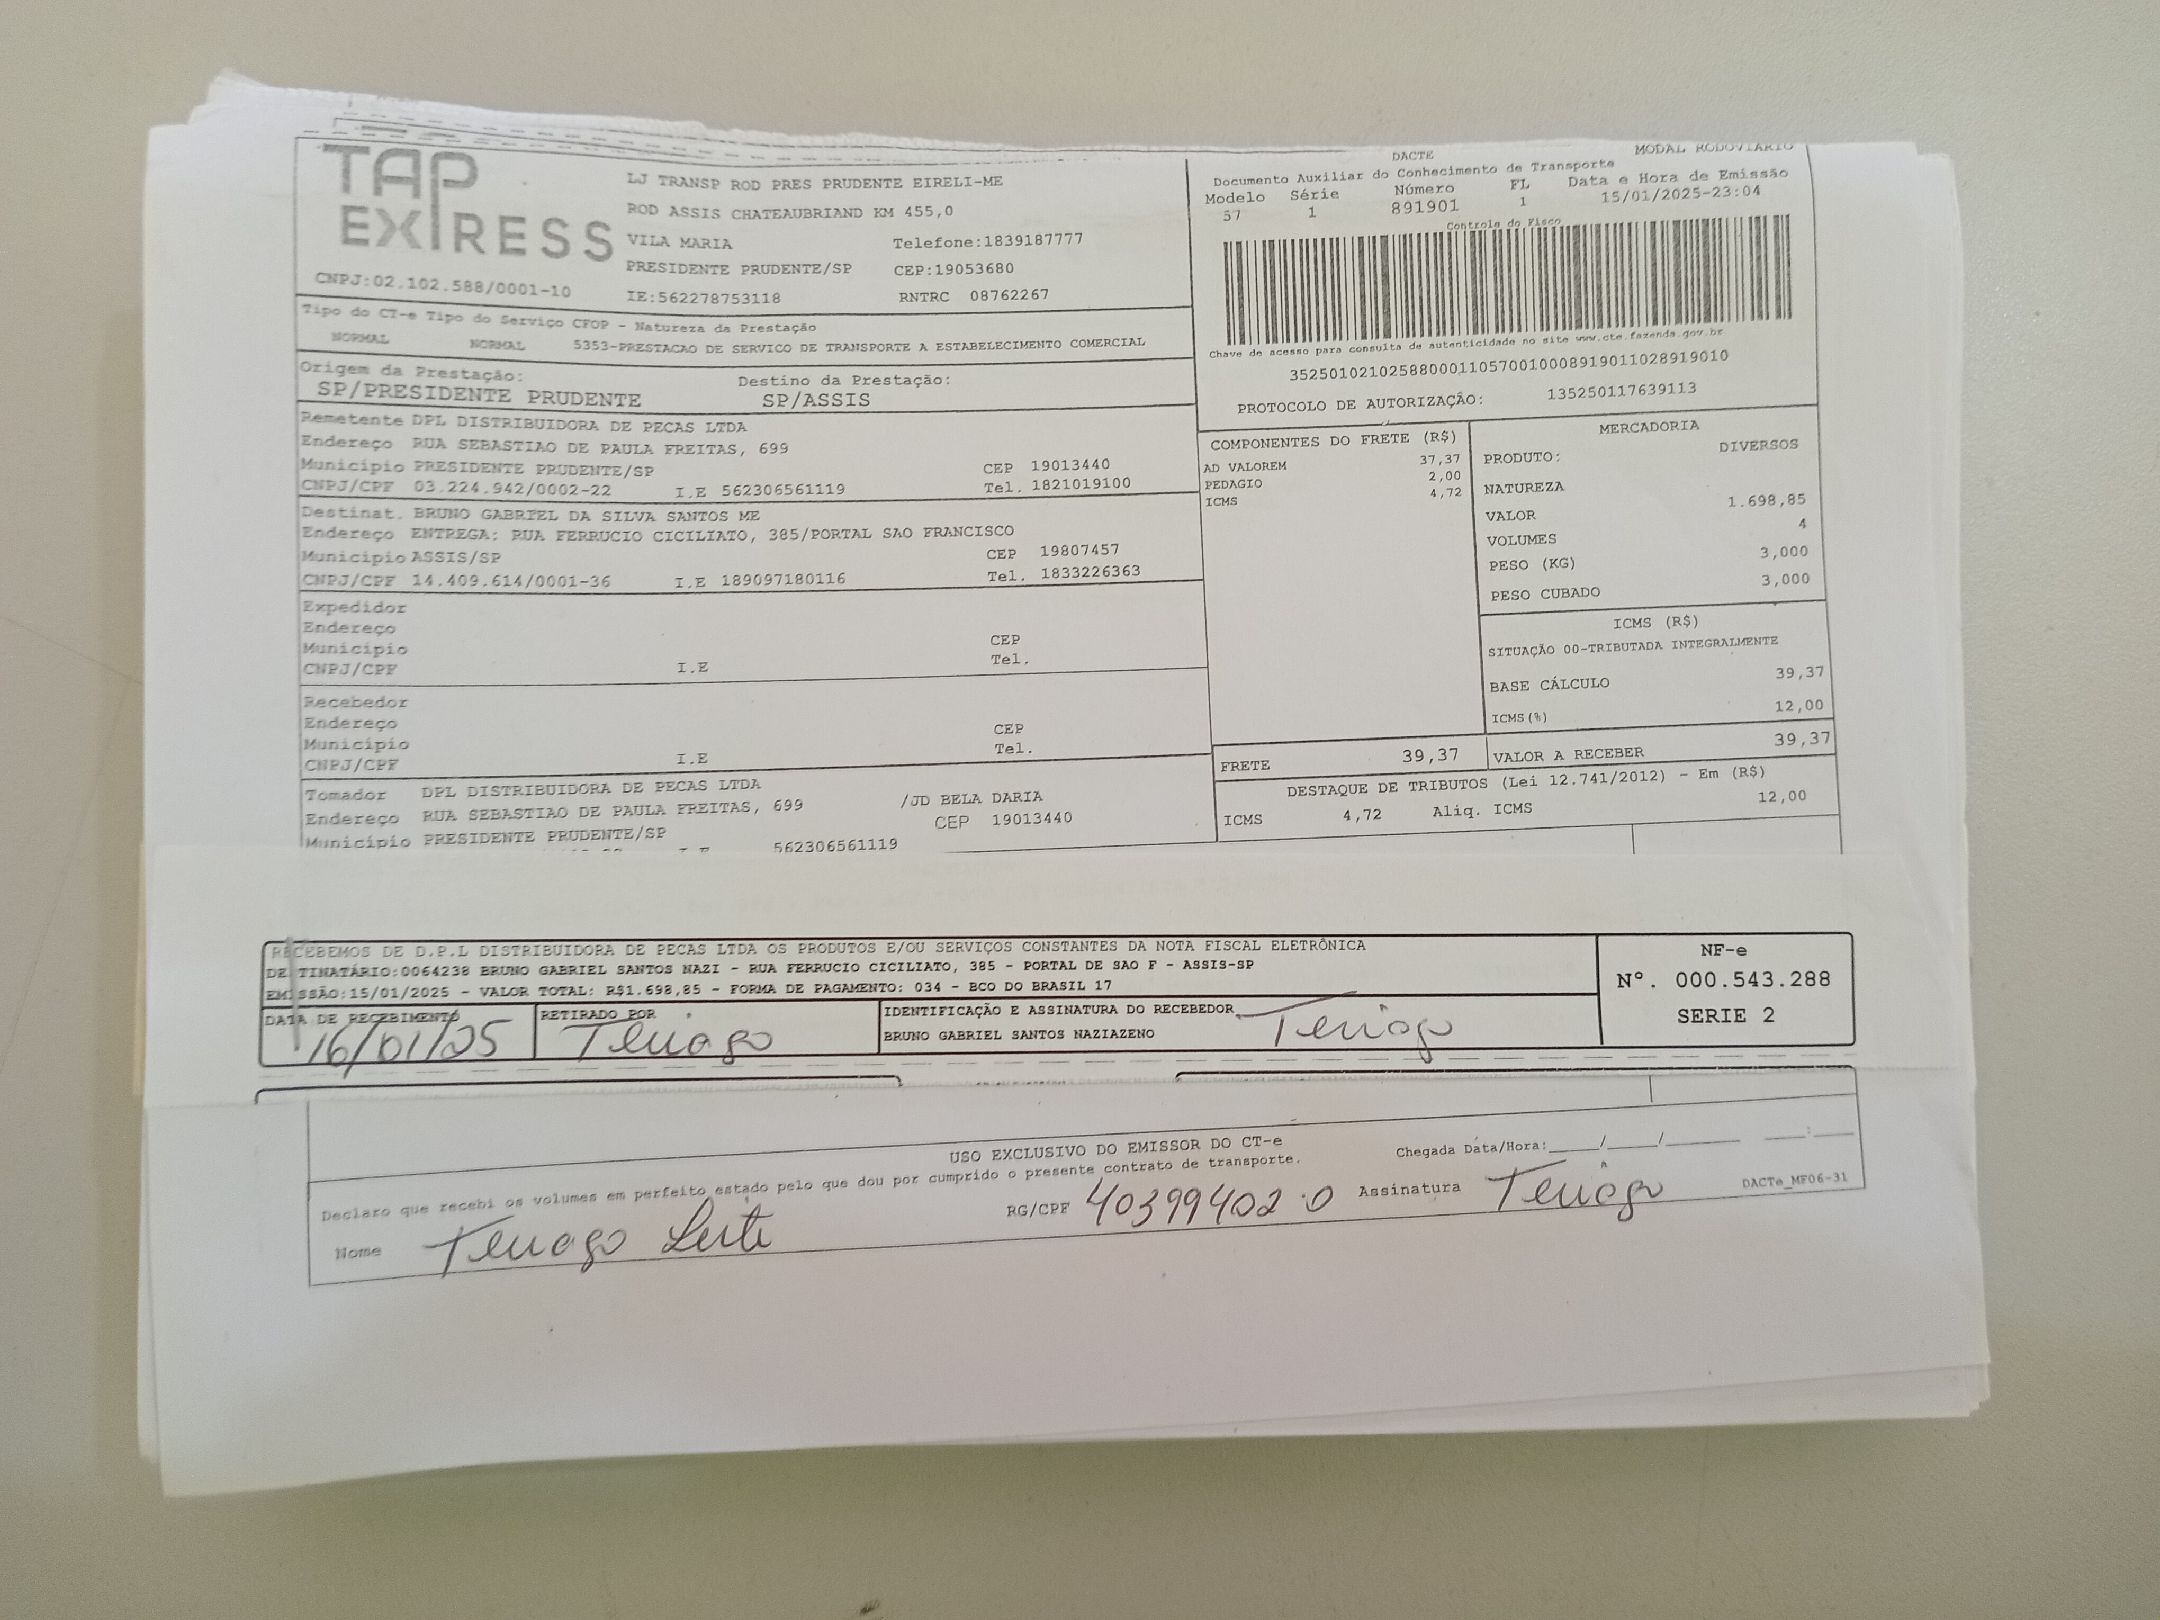 TAP
EXPRESS
CNPJ:02.102.588/0001-10
LJ TRANSP ROD PRES PRUDENTE EIRELI-ME
ROD ASSIS CHATEAUBRIAND KM 455,0
VILA MARIA Telefone:1839187777
PRESIDENTE PRUDENTE/SP CEP:19053680
IE:562278753118 RNTRC 08762267
DACTE MODAL RODOVIÁRIO
Documento Auxiliar do Conhecimento de Transporte
Modelo Série Número FL Data e Hora de Emissão
57 1 891901 1 15/01/2025-23:04
Controle do Fisco
Chave de acesso para consulta de autenticidade no site www.cte.fazenda.gov.br
35250102102588000110570010008919011028919010
PROTOCOLO DE AUTORIZAÇÃO: 135250117639113
Tipo do CT-e Tipo do Serviço CFOP - Natureza da Prestação
NORMAL NORMAL 5353-PRESTACAO DE SERVICO DE TRANSPORTE A ESTABELECIMENTO COMERCIAL
Origem da Prestação: Destino da Prestação:
SP/PRESIDENTE PRUDENTE SP/ASSIS
Remetente DPL DISTRIBUIDORA DE PECAS LTDA
Endereço RUA SEBASTIAO DE PAULA FREITAS, 699
Município PRESIDENTE PRUDENTE/SP CEP 19013440
CNPJ/CPF 03.224.942/0002-22 I.E 562306561119 Tel. 1821019100
Destinat. BRUNO GABRIEL DA SILVA SANTOS ME
Endereço ENTREGA: RUA FERRUCIO CICILIATO, 385/PORTAL SAO FRANCISCO
Município ASSIS/SP CEP 19807457
CNPJ/CPF 14.409.614/0001-36 I.E 189097180116 Tel. 1833226363
Expedidor
Endereço
Município CEP
CNPJ/CPF I.E Tel.
Recebedor
Endereço
Município CEP
CNPJ/CPF I.E Tel.
Tomador DPL DISTRIBUIDORA DE PECAS LTDA
Endereço RUA SEBASTIAO DE PAULA FREITAS, 699 /JD BELA DARIA
Município PRESIDENTE PRUDENTE/SP CEP 19013440
562306561119
COMPONENTES DO FRETE (R$)
AD VALOREM 37,37
PEDAGIO 2,00
ICMS 4,72
MERCADORIA
PRODUTO: DIVERSOS
NATUREZA
VALOR 1.698,85
VOLUMES 4
PESO (KG) 3,000
PESO CUBADO 3,000
ICMS (R$)
SITUAÇÃO 00-TRIBUTADA INTEGRALMENTE
BASE CÁLCULO 39,37
ICMS(%) 12,00
FRETE 39,37 VALOR A RECEBER 39,37
DESTAQUE DE TRIBUTOS (Lei 12.741/2012) - Em (R$)
ICMS 4,72 Aliq. ICMS 12,00
RECEBEMOS DE D.P.L DISTRIBUIDORA DE PECAS LTDA OS PRODUTOS E/OU SERVIÇOS CONSTANTES DA NOTA FISCAL ELETRÔNICA
DESTINATÁRIO:0064238 BRUNO GABRIEL SANTOS NAZI - RUA FERRUCIO CICILIATO, 385 - PORTAL DE SAO F - ASSIS-SP
EMISSÃO:15/01/2025 - VALOR TOTAL: R$1.698,85 - FORMA DE PAGAMENTO: 034 - BCO DO BRASIL 17
DATA DE RECEBIMENTO RETIRADO POR IDENTIFICAÇÃO E ASSINATURA DO RECEBEDOR
16/01/25 BRUNO GABRIEL SANTOS NAZIAZENO
NF-e
Nº. 000.543.288
SERIE 2
USO EXCLUSIVO DO EMISSOR DO CT-e
Declaro que recebi os volumes em perfeito estado pelo que dou por cumprido o presente contrato de transporte. Chegada Data/Hora:____/____/______ ___:___
Nome RG/CPF 40399402 0 Assinatura DACTe_MF06-31